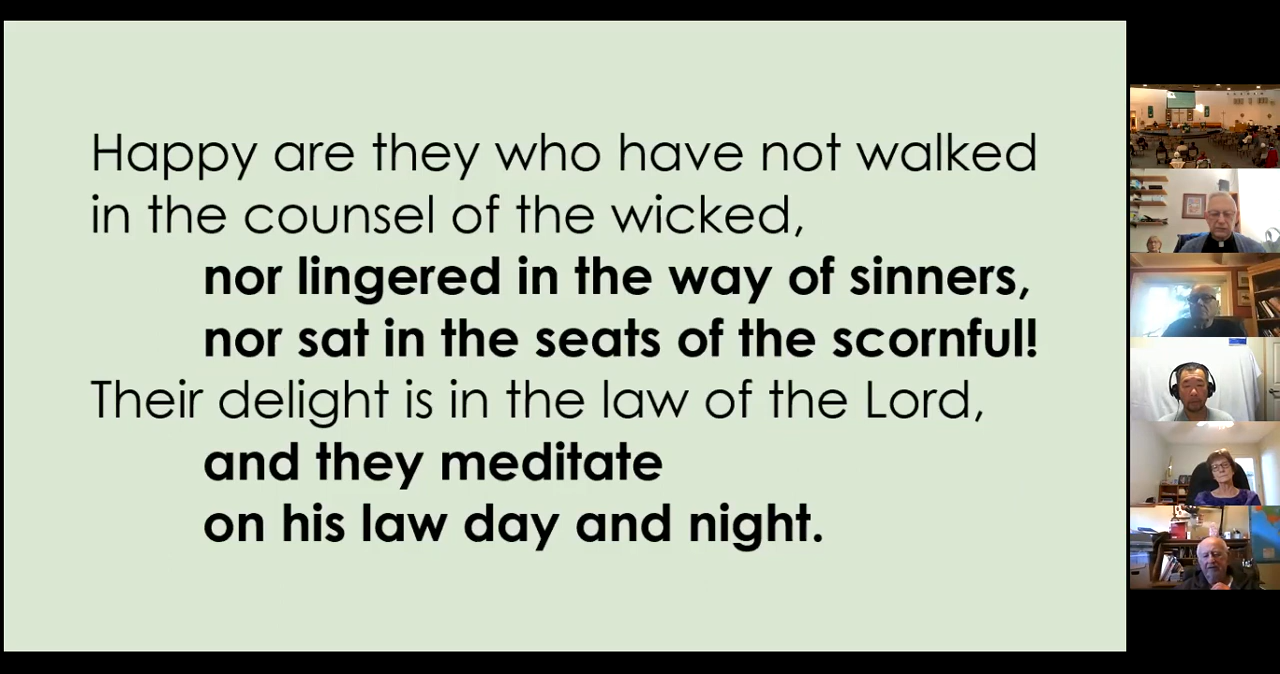 Happy are they who have not walked
in the counsel of the wicked,
nor lingered in the way of sinners,
nor sat in the seats of the scornful!
Their delight is in the law of the Lord,
and they meditate
on his law day and night.